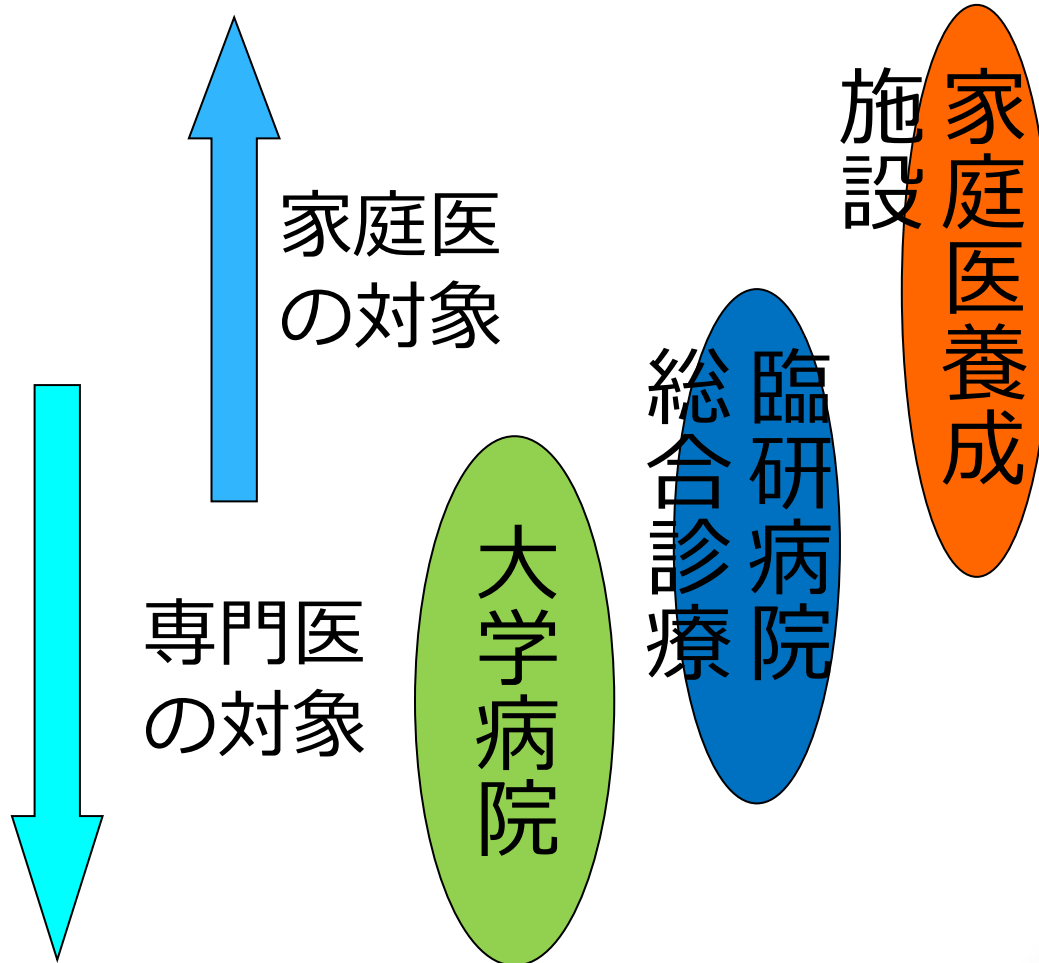 家庭医
の対象
専門医
の対象
大学病院
臨研病院
総合診療
家庭医養成
施設